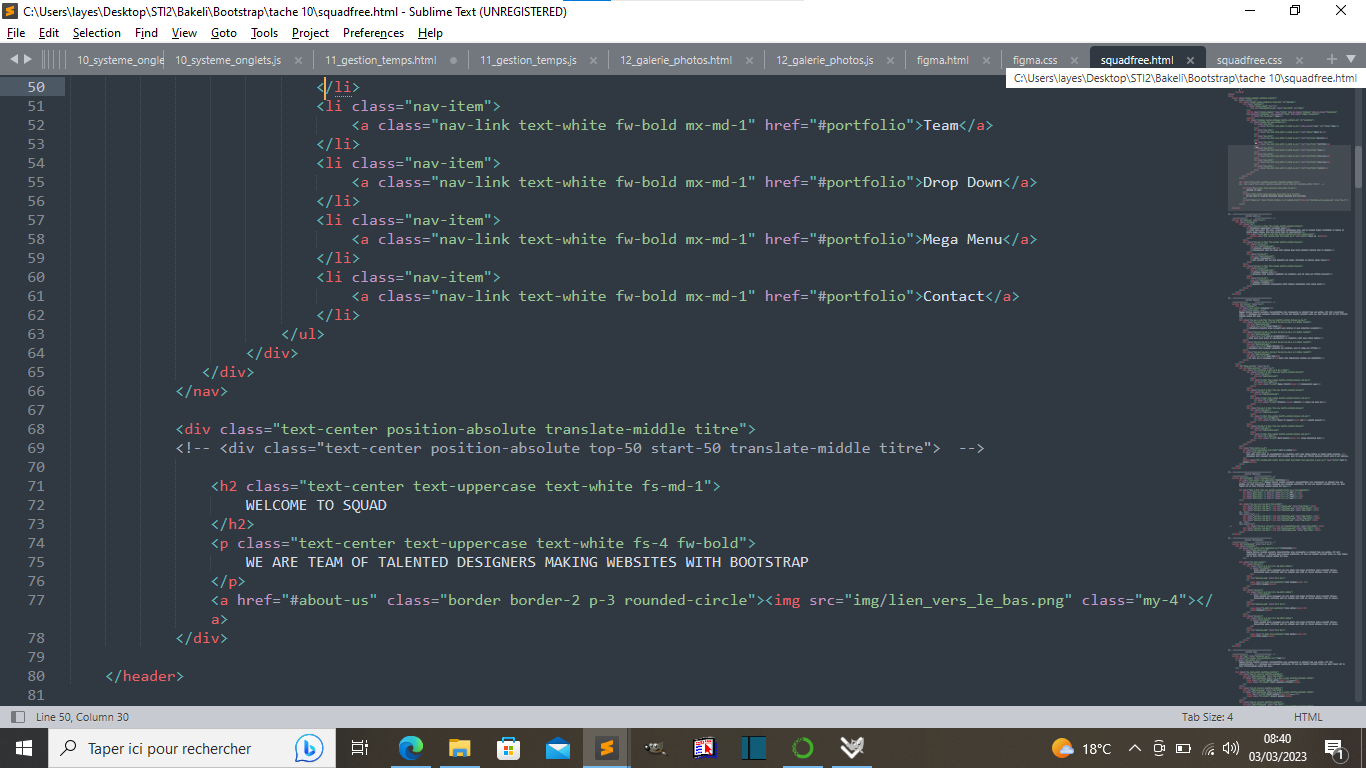 C:\Users\layes\Desktop\STI2\Bakeli\Bootstrap\tache 10\squadfree.html - Sublime Text (UNREGISTERED)
File Edit Selection Find View Goto Tools Project Preferences Help
10_systeme_ongle 10_systeme_onglets.js 11_gestion_temps.html 11_gestion_temps.js 12_galerie_photos.html 12_galerie_photos.js figma.html figma.css squadfree.html squadfree.css
C:\Users\layes\Desktop\STI2\Bakeli\Bootstrap\tache 10\squadfree.html
50 </li>
51 <li class="nav-item">
52 <a class="nav-link text-white fw-bold mx-md-1" href="#portfolio">Team</a>
53 </li>
54 <li class="nav-item">
55 <a class="nav-link text-white fw-bold mx-md-1" href="#portfolio">Drop Down</a>
56 </li>
57 <li class="nav-item">
58 <a class="nav-link text-white fw-bold mx-md-1" href="#portfolio">Mega Menu</a>
59 </li>
60 <li class="nav-item">
61 <a class="nav-link text-white fw-bold mx-md-1" href="#portfolio">Contact</a>
62 </li>
63 </ul>
64 </div>
65 </div>
66 </nav>
67
68 <div class="text-center position-absolute translate-middle titre">
69 <!-- <div class="text-center position-absolute top-50 start-50 translate-middle titre">  -->
70
71 <h2 class="text-center text-uppercase text-white fs-md-1">
72 WELCOME TO SQUAD
73 </h2>
74 <p class="text-center text-uppercase text-white fs-4 fw-bold">
75 WE ARE TEAM OF TALENTED DESIGNERS MAKING WEBSITES WITH BOOTSTRAP
76 </p>
77 <a href="#about-us" class="border border-2 p-3 rounded-circle"><img src="img/lien_vers_le_bas.png" class="my-4"></
a>
78 </div>
79
80 </header>
81
Line 50, Column 30 Tab Size: 4 HTML
Taper ici pour rechercher 18°C 08:40
03/03/2023 1